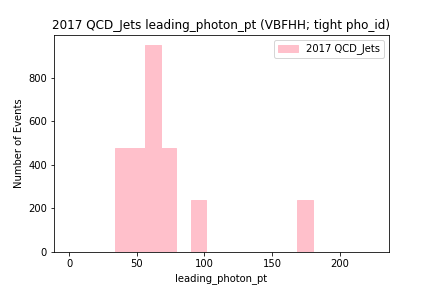 2017 QCD_Jets leading_photon_pt (VBFHH; tight pho_id)
2017 QCD_Jets
Number of Events
800
600
400
200
0
0 50 100 150 200
leading_photon_pt